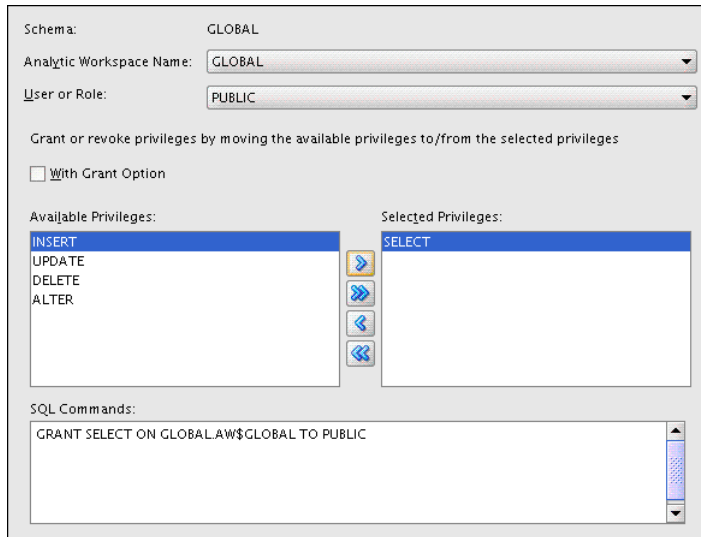 Schema: GLOBAL
Analytic Workspace Name: GLOBAL
User or Role: PUBLIC
Grant or revoke privileges by moving the available privileges to/from the selected privileges
With Grant Option
Available Privileges: Selected Privileges:
INSERT SELECT
UPDATE
DELETE
ALTER
SQL Commands:
GRANT SELECT ON GLOBAL.AW$GLOBAL TO PUBLIC